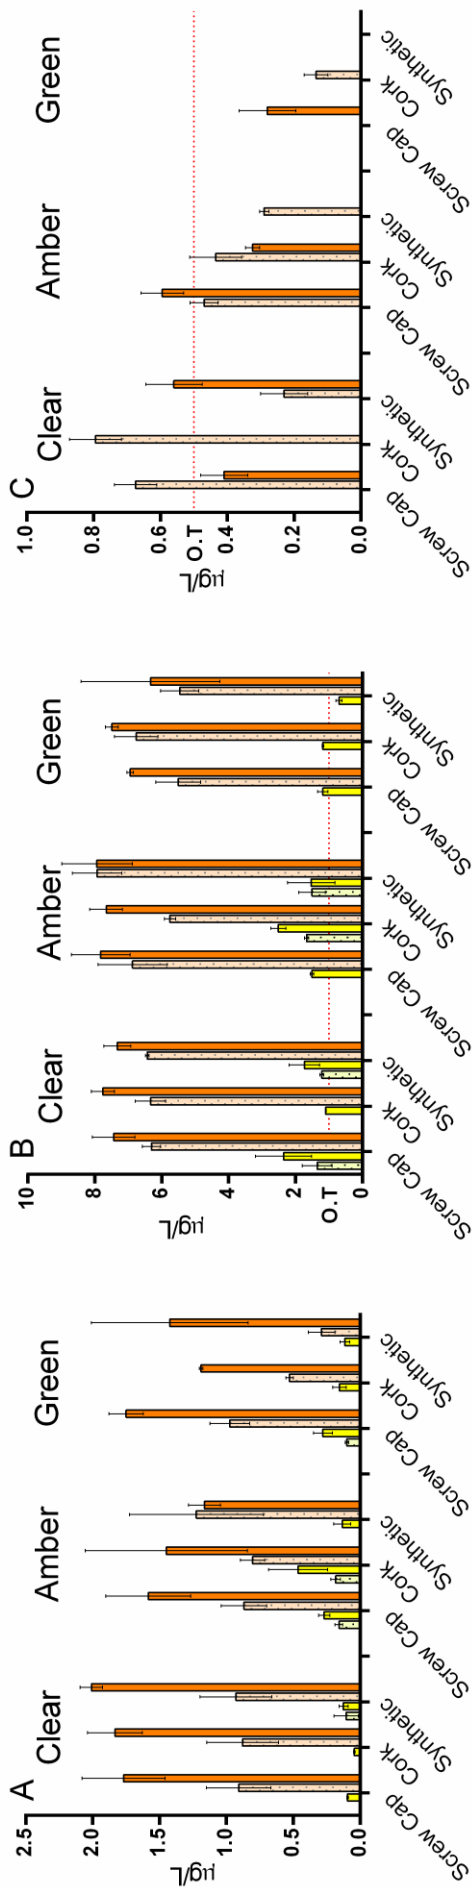 A
Clear
Amber
Green
2.5
2.0
1.5
1.0
0.5
0.0
µg/L
Screw Cap
Cork
Synthetic
Screw Cap
Cork
Synthetic
Screw Cap
Cork
Synthetic
B
Clear
Amber
Green
10
8
6
4
2
O.T
0
µg/L
Screw Cap
Cork
Synthetic
Screw Cap
Cork
Synthetic
Screw Cap
Cork
Synthetic
C
Clear
Amber
Green
1.0
0.8
0.6
O.T
0.4
0.2
0.0
µg/L
Screw Cap
Cork
Synthetic
Screw Cap
Cork
Synthetic
Screw Cap
Cork
Synthetic